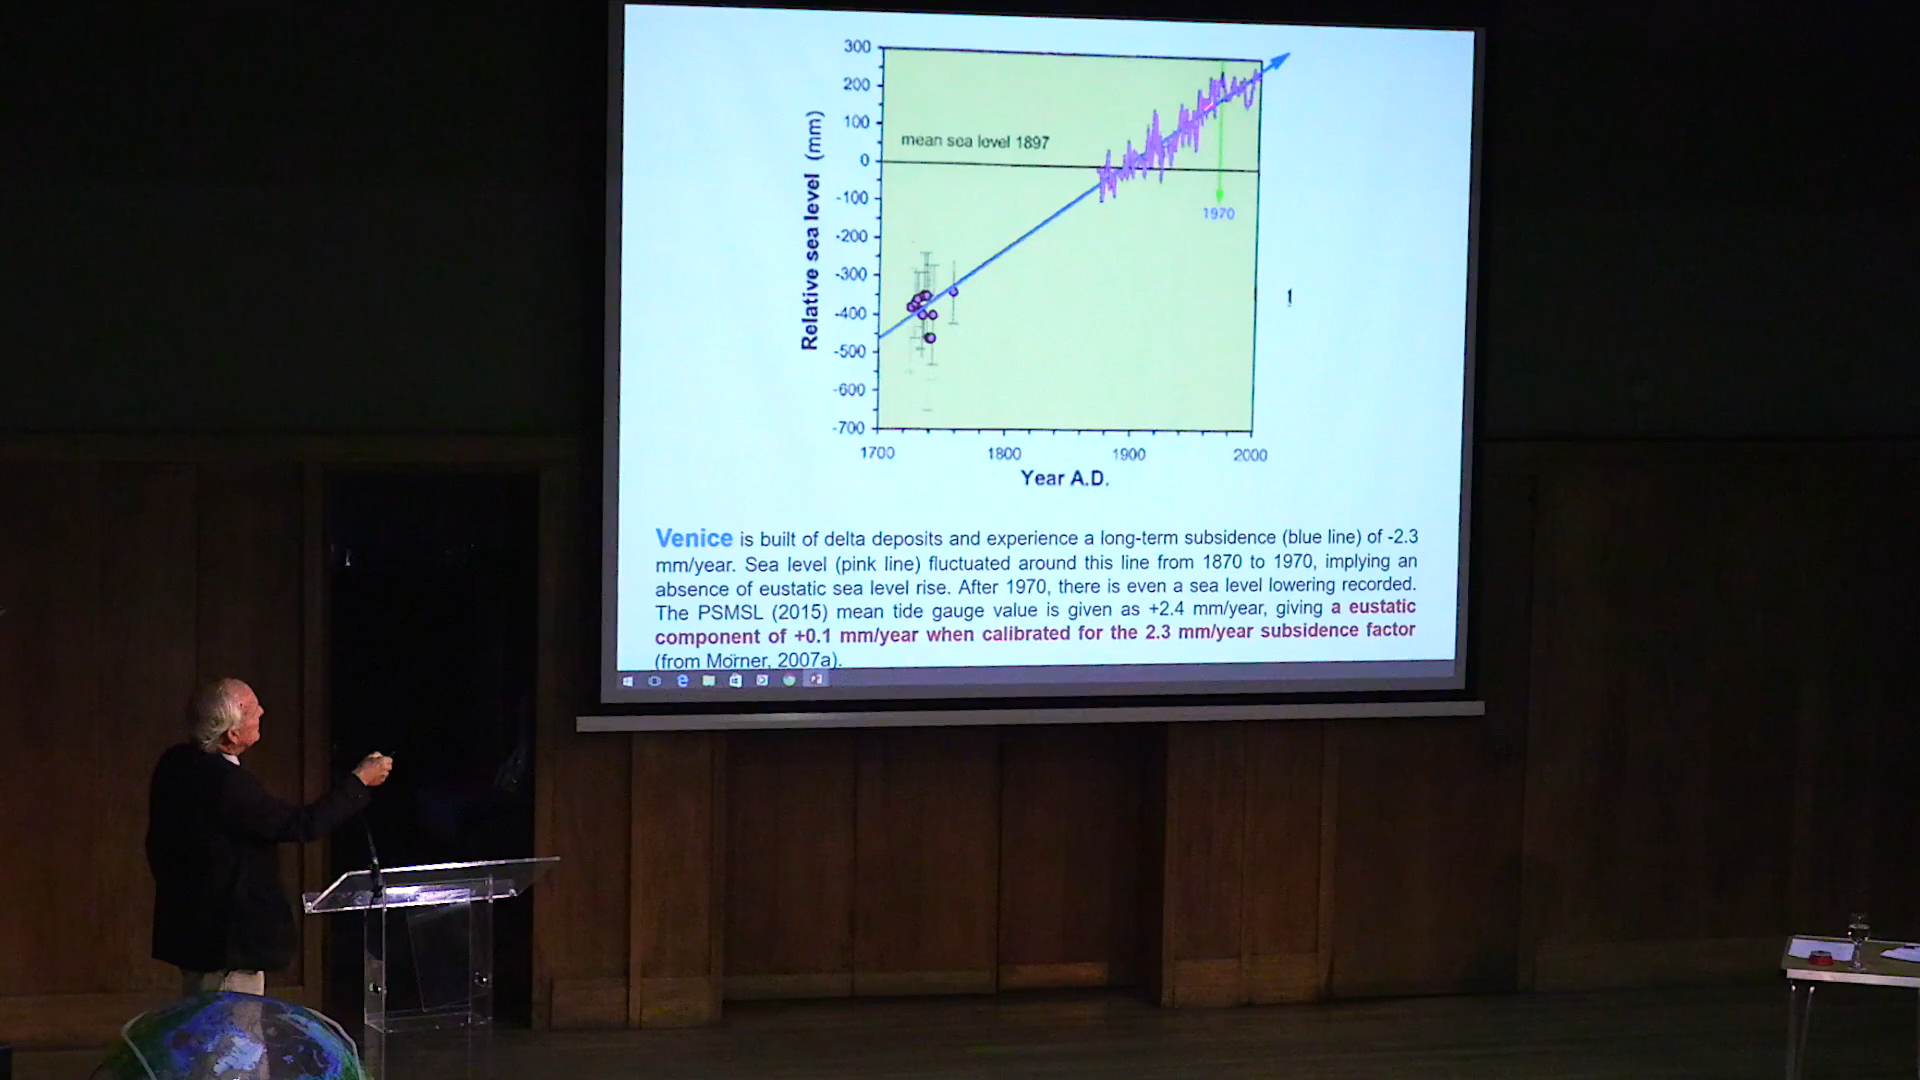 300
200
100
0
-100
-200
-300
-400
-500
-600
-700
Relative sea level (mm)
mean sea level 1897
1970
1700 1800 1900 2000
Year A.D.
Venice is built of delta deposits and experience a long-term subsidence (blue line) of -2.3
mm/year. Sea level (pink line) fluctuated around this line from 1870 to 1970, implying an
absence of eustatic sea level rise. After 1970, there is even a sea level lowering recorded.
The PSMSL (2015) mean tide gauge value is given as +2.4 mm/year, giving a eustatic
component of +0.1 mm/year when calibrated for the 2.3 mm/year subsidence factor
(from Mörner, 2007a).